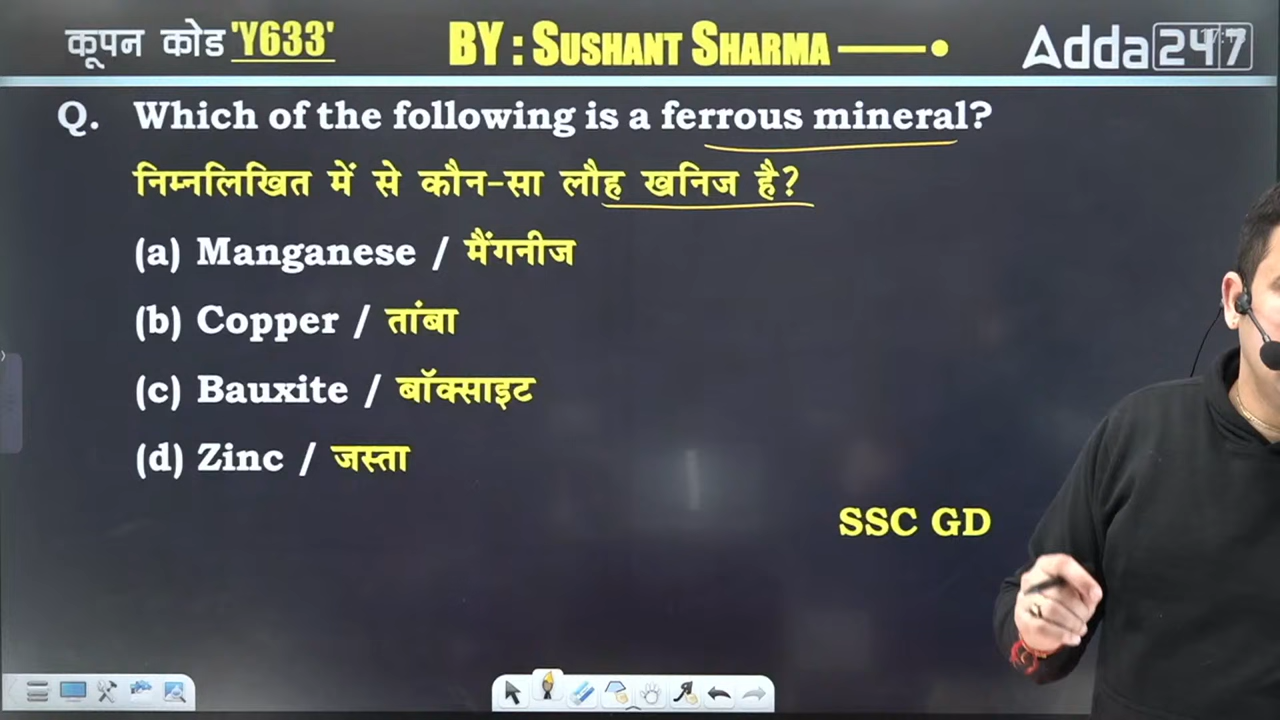 कूपन कोड 'Y633'
BY : SUSHANT SHARMA
Adda247
Q. Which of the following is a ferrous mineral?
निम्नलिखित में से कौन-सा लौह खनिज है?
(a) Manganese / मैंगनीज
(b) Copper / तांबा
(c) Bauxite / बॉक्साइट
(d) Zinc / जस्ता
SSC GD